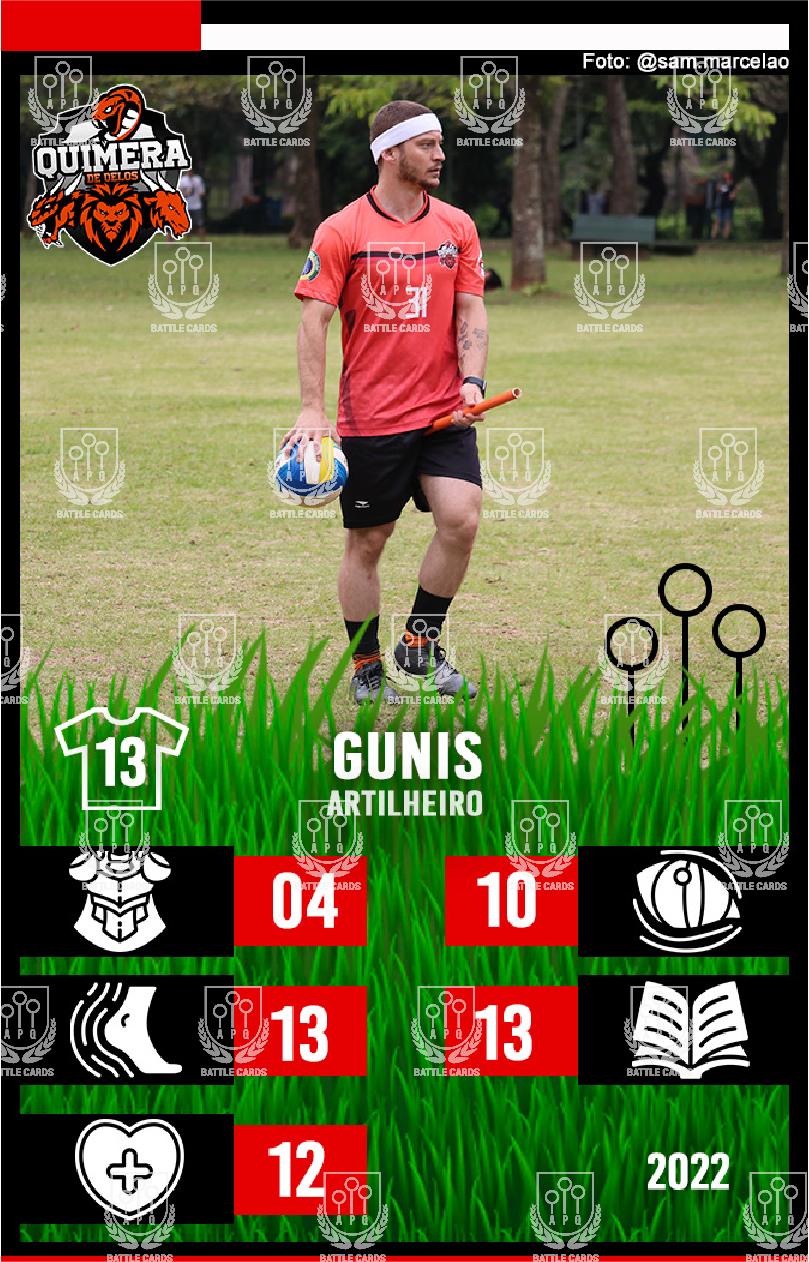 Foto: @sam.marcelao
QUIMERA
DE DELOS
31
13
GUNIS
ARTILHEIRO
04
10
13
13
12
2022
APQ
BATTLE CARDS